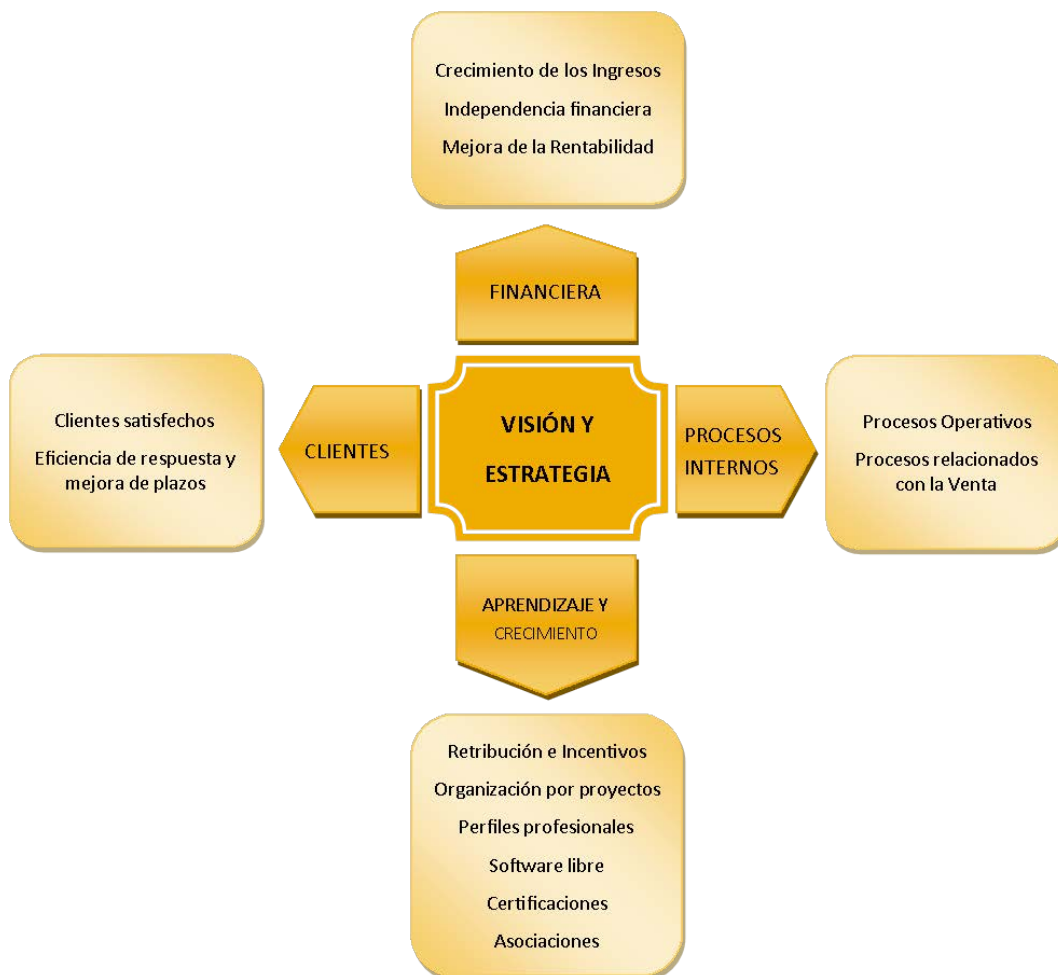 Crecimiento de los Ingresos
Independencia financiera
Mejora de la Rentabilidad
FINANCIERA
Clientes satisfechos
Eficiencia de respuesta y
mejora de plazos
CLIENTES
VISIÓN Y
ESTRATEGIA
PROCESOS
INTERNOS
Procesos Operativos
Procesos relacionados
con la Venta
APRENDIZAJE Y
CRECIMIENTO
Retribución e Incentivos
Organización por proyectos
Perfiles profesionales
Software libre
Certificaciones
Asociaciones